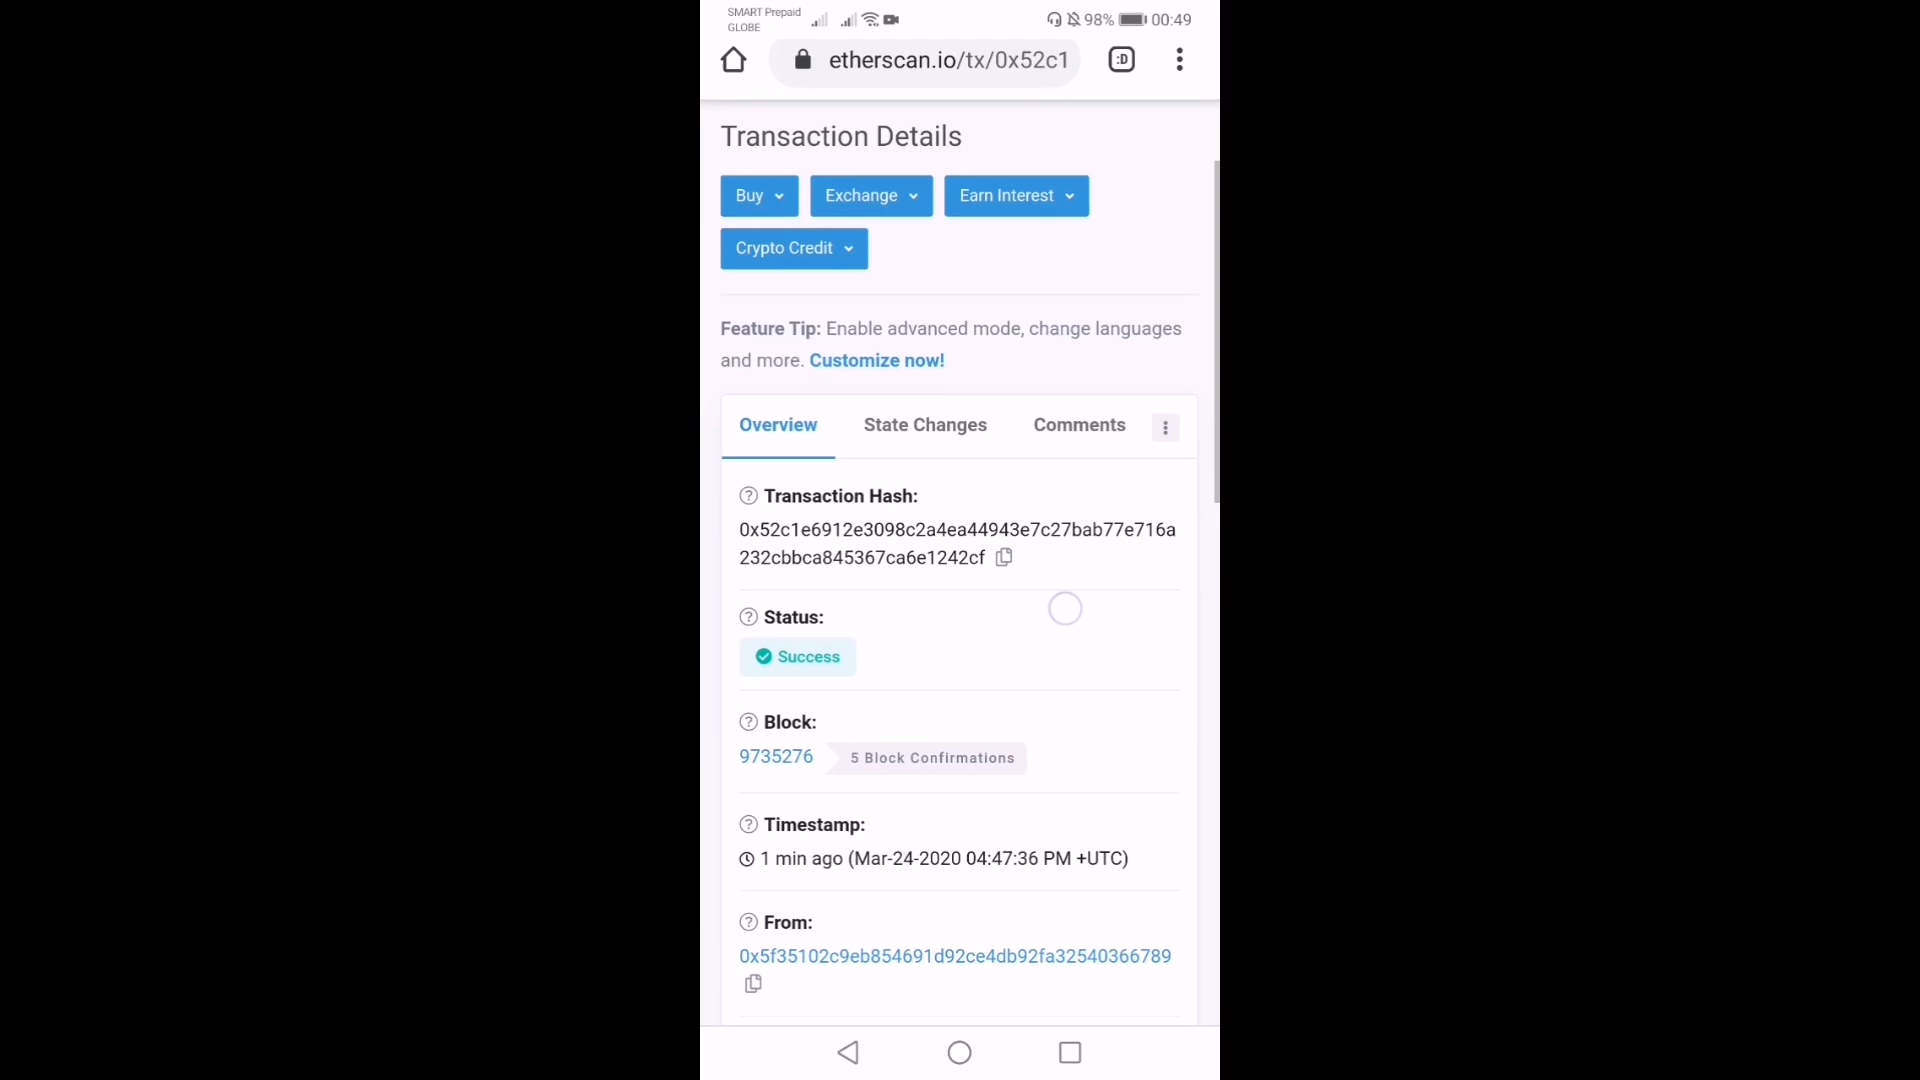 SMART Prepaid
GLOBE
98% 00:49
etherscan.io/tx/0x52c1
:D
Transaction Details
Buy Exchange Earn Interest
Crypto Credit
Feature Tip: Enable advanced mode, change languages
and more. Customize now!
Overview State Changes Comments
Transaction Hash:
0x52c1e6912e3098c2a4ea44943e7c27bab77e716a
232cbbca845367ca6e1242cf
Status:
Success
Block:
9735276 5 Block Confirmations
Timestamp:
1 min ago (Mar-24-2020 04:47:36 PM +UTC)
From:
0x5f35102c9eb854691d92ce4db92fa32540366789